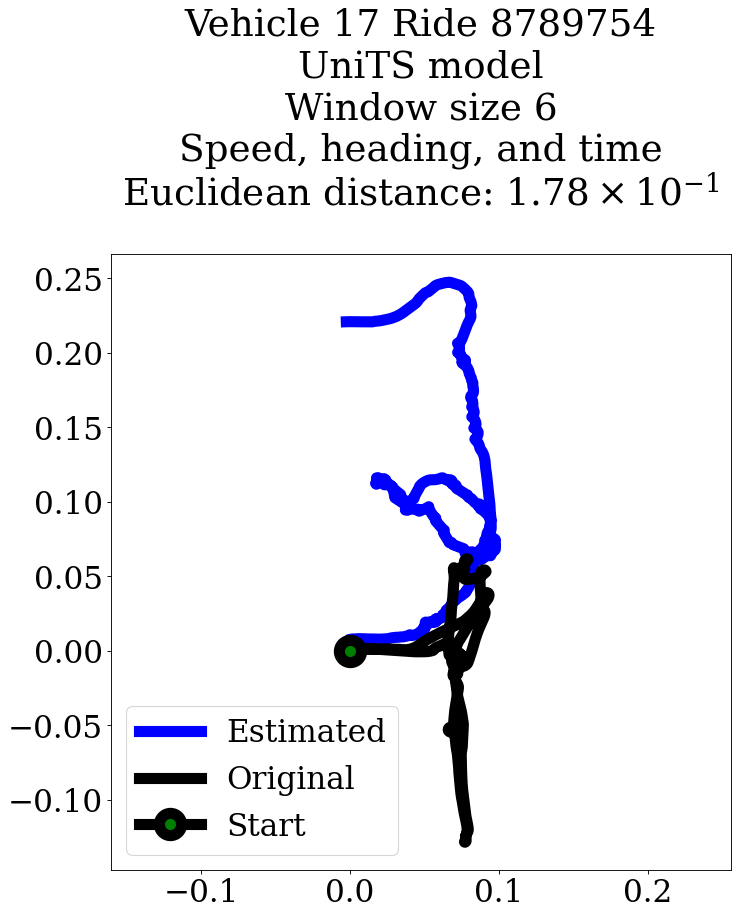 Vehicle 17 Ride 8789754
UniTS model
Window size 6
Speed, heading, and time
Euclidean distance: 1.78 × 10⁻¹
0.25
0.20
0.15
0.10
0.05
0.00
−0.05
−0.10
Estimated
Original
Start
−0.1 0.0 0.1 0.2